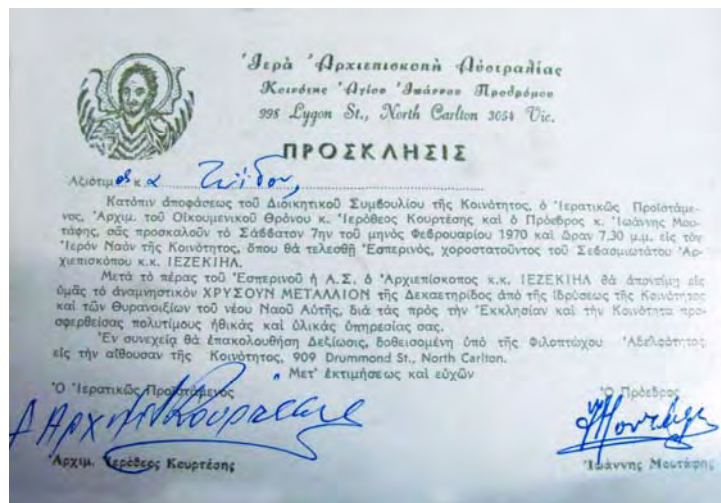 Ἱερὰ Ἀρχιεπισκοπὴ Αὐστραλίας
Κοινότης Ἁγίου Ἰωάννου Προδρόμου
998 Lygon St., North Carlton 3054 Vic.
ΠΡΟΣΚΛΗΣΙΣ
Ἀξιότιμ
Κατόπιν ἀποφάσεως τοῦ Διοικητικοῦ Συμβουλίου τῆς Κοινότητος, ὁ Ἱερατικῶς Προϊστάμε-
νος, Ἀρχιμ. τοῦ Οἰκουμενικοῦ Θρόνου κ. Ἱερόθεος Κουρτέσης καὶ ὁ Πρόεδρος κ. Ἰωάννης Μου-
τάφης, σᾶς προσκαλοῦν τὸ Σάββατον 7ην τοῦ μηνὸς Φεβρουαρίου 1970 καὶ ὥραν 7,30 μ.μ. εἰς τὸν
Ἱερὸν Ναὸν τῆς Κοινότητος, ὅπου θὰ τελεσθῇ Ἑσπερινός, χοροστατοῦντος τοῦ Σεβασμιωτάτου Ἀρ-
χιεπισκόπου κ.κ. ΙΕΖΕΚΙΗΛ.
Μετὰ τὸ πέρας τοῦ Ἑσπερινοῦ ἡ Α.Σ. ὁ Ἀρχιεπίσκοπος κ.κ. ΙΕΖΕΚΙΗΛ θὰ ἀπονείμῃ εἰς
ὑμᾶς τὸ ἀναμνηστικὸν ΧΡΥΣΟΥΝ ΜΕΤΑΛΛΙΟΝ τῆς Δεκαετηρίδος ἀπὸ τῆς ἱδρύσεως τῆς Κοινότητος
καὶ τῶν Θυρανοιξίων τοῦ νέου Ναοῦ Αὐτῆς, διὰ τὰς πρὸς τὴν Ἐκκλησίαν καὶ τὴν Κοινότητα προ-
σφερθείσας πολυτίμους ἠθικὰς καὶ ὑλικὰς ὑπηρεσίας σας.
Ἐν συνεχείᾳ θὰ ἐπακολουθήσῃ Δεξίωσις, δοθεισομένη ὑπὸ τῆς Φιλοπτώχου Ἀδελφότητος
εἰς τὴν αἴθουσαν τῆς Κοινότητος, 909 Drummond St., North Carlton.
Μετ' ἐκτιμήσεως καὶ εὐχῶν
Ὁ Ἱερατικῶς Προϊστάμενος Ὁ Πρόεδρος
Ἀρχιμ. Ἱερόθεος Κουρτέσης Ἰωάννης Μουτάφης